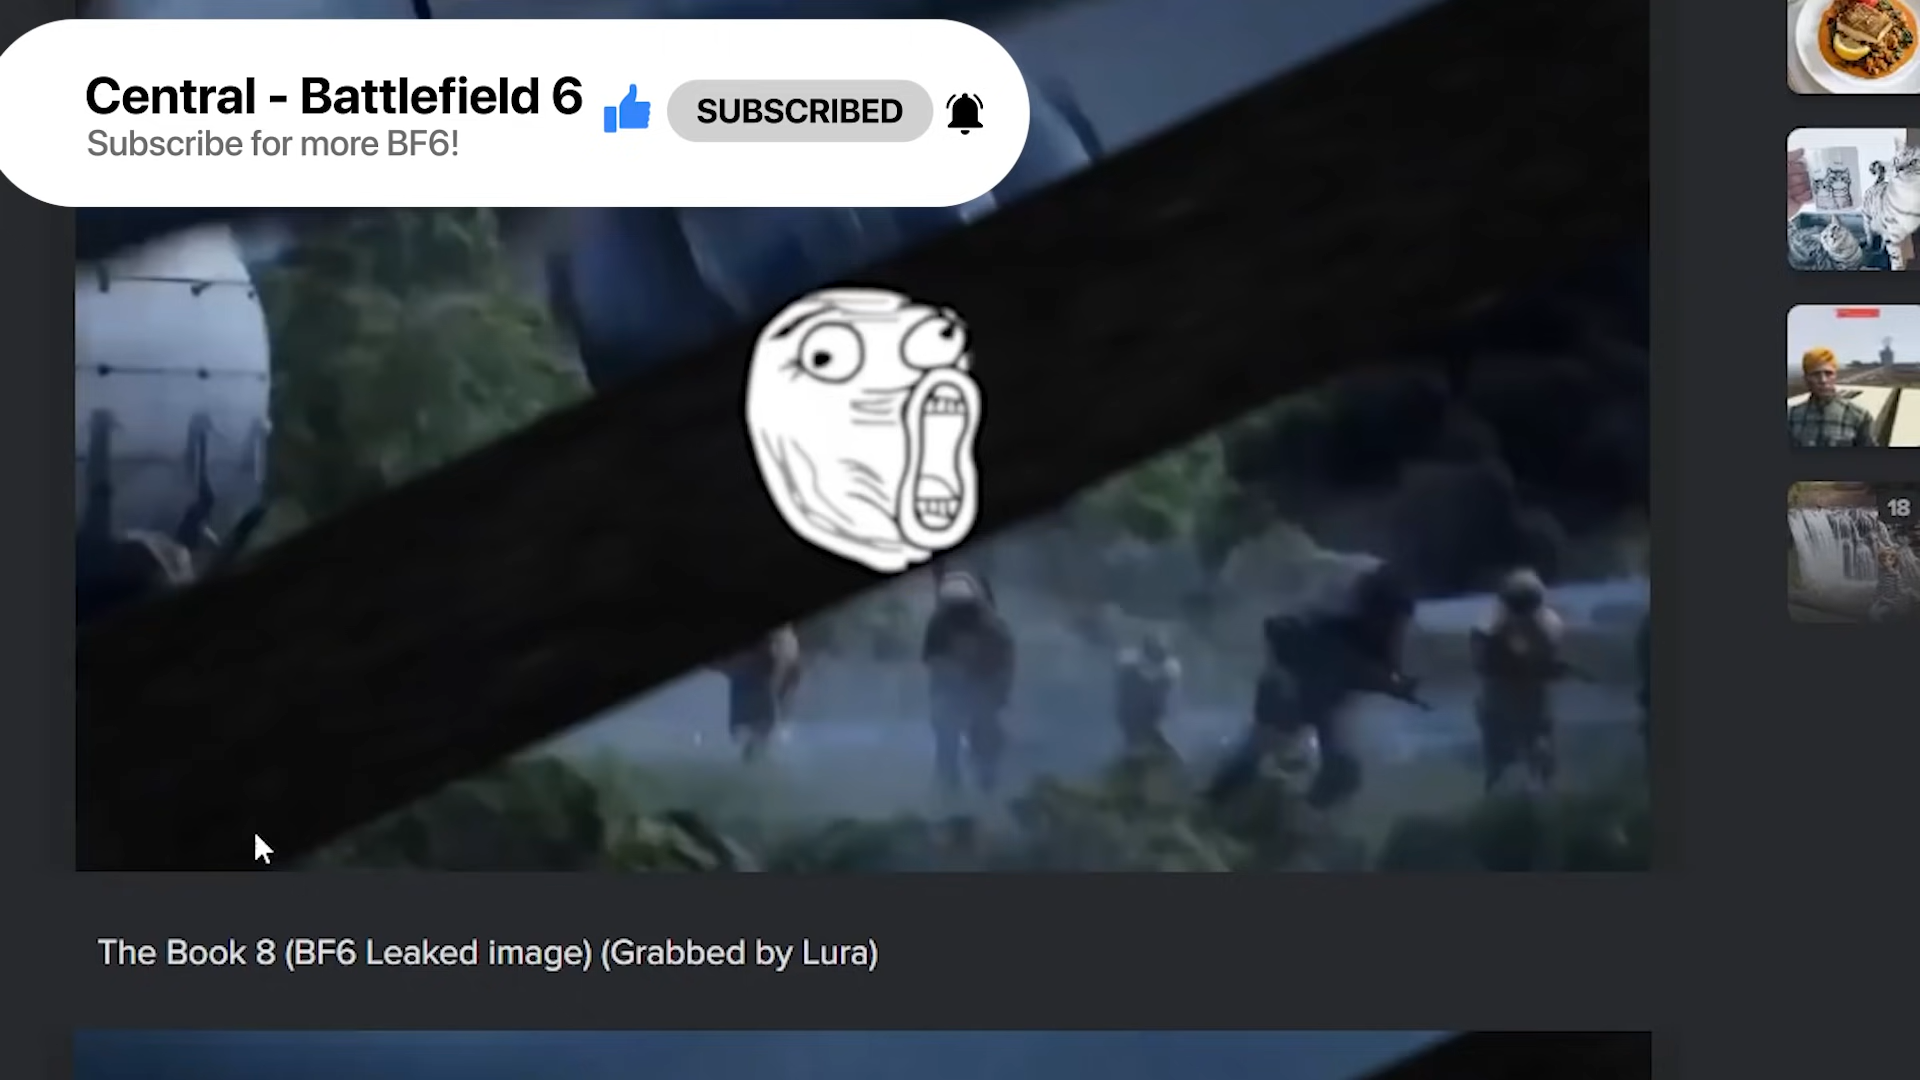 Central - Battlefield 6
Subscribe for more BF6!
SUBSCRIBED
18
The Book 8 (BF6 Leaked image) (Grabbed by Lura)